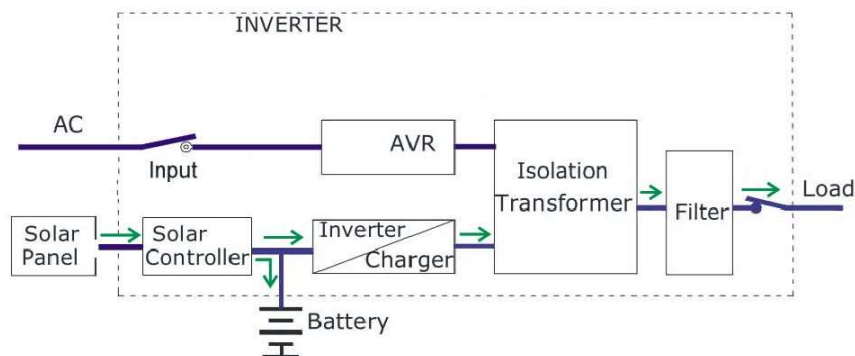 INVERTER
AC
Input
AVR
Isolation
Transformer
Filter
Load
Solar
Panel
Solar
Controller
Inverter
Charger
Battery